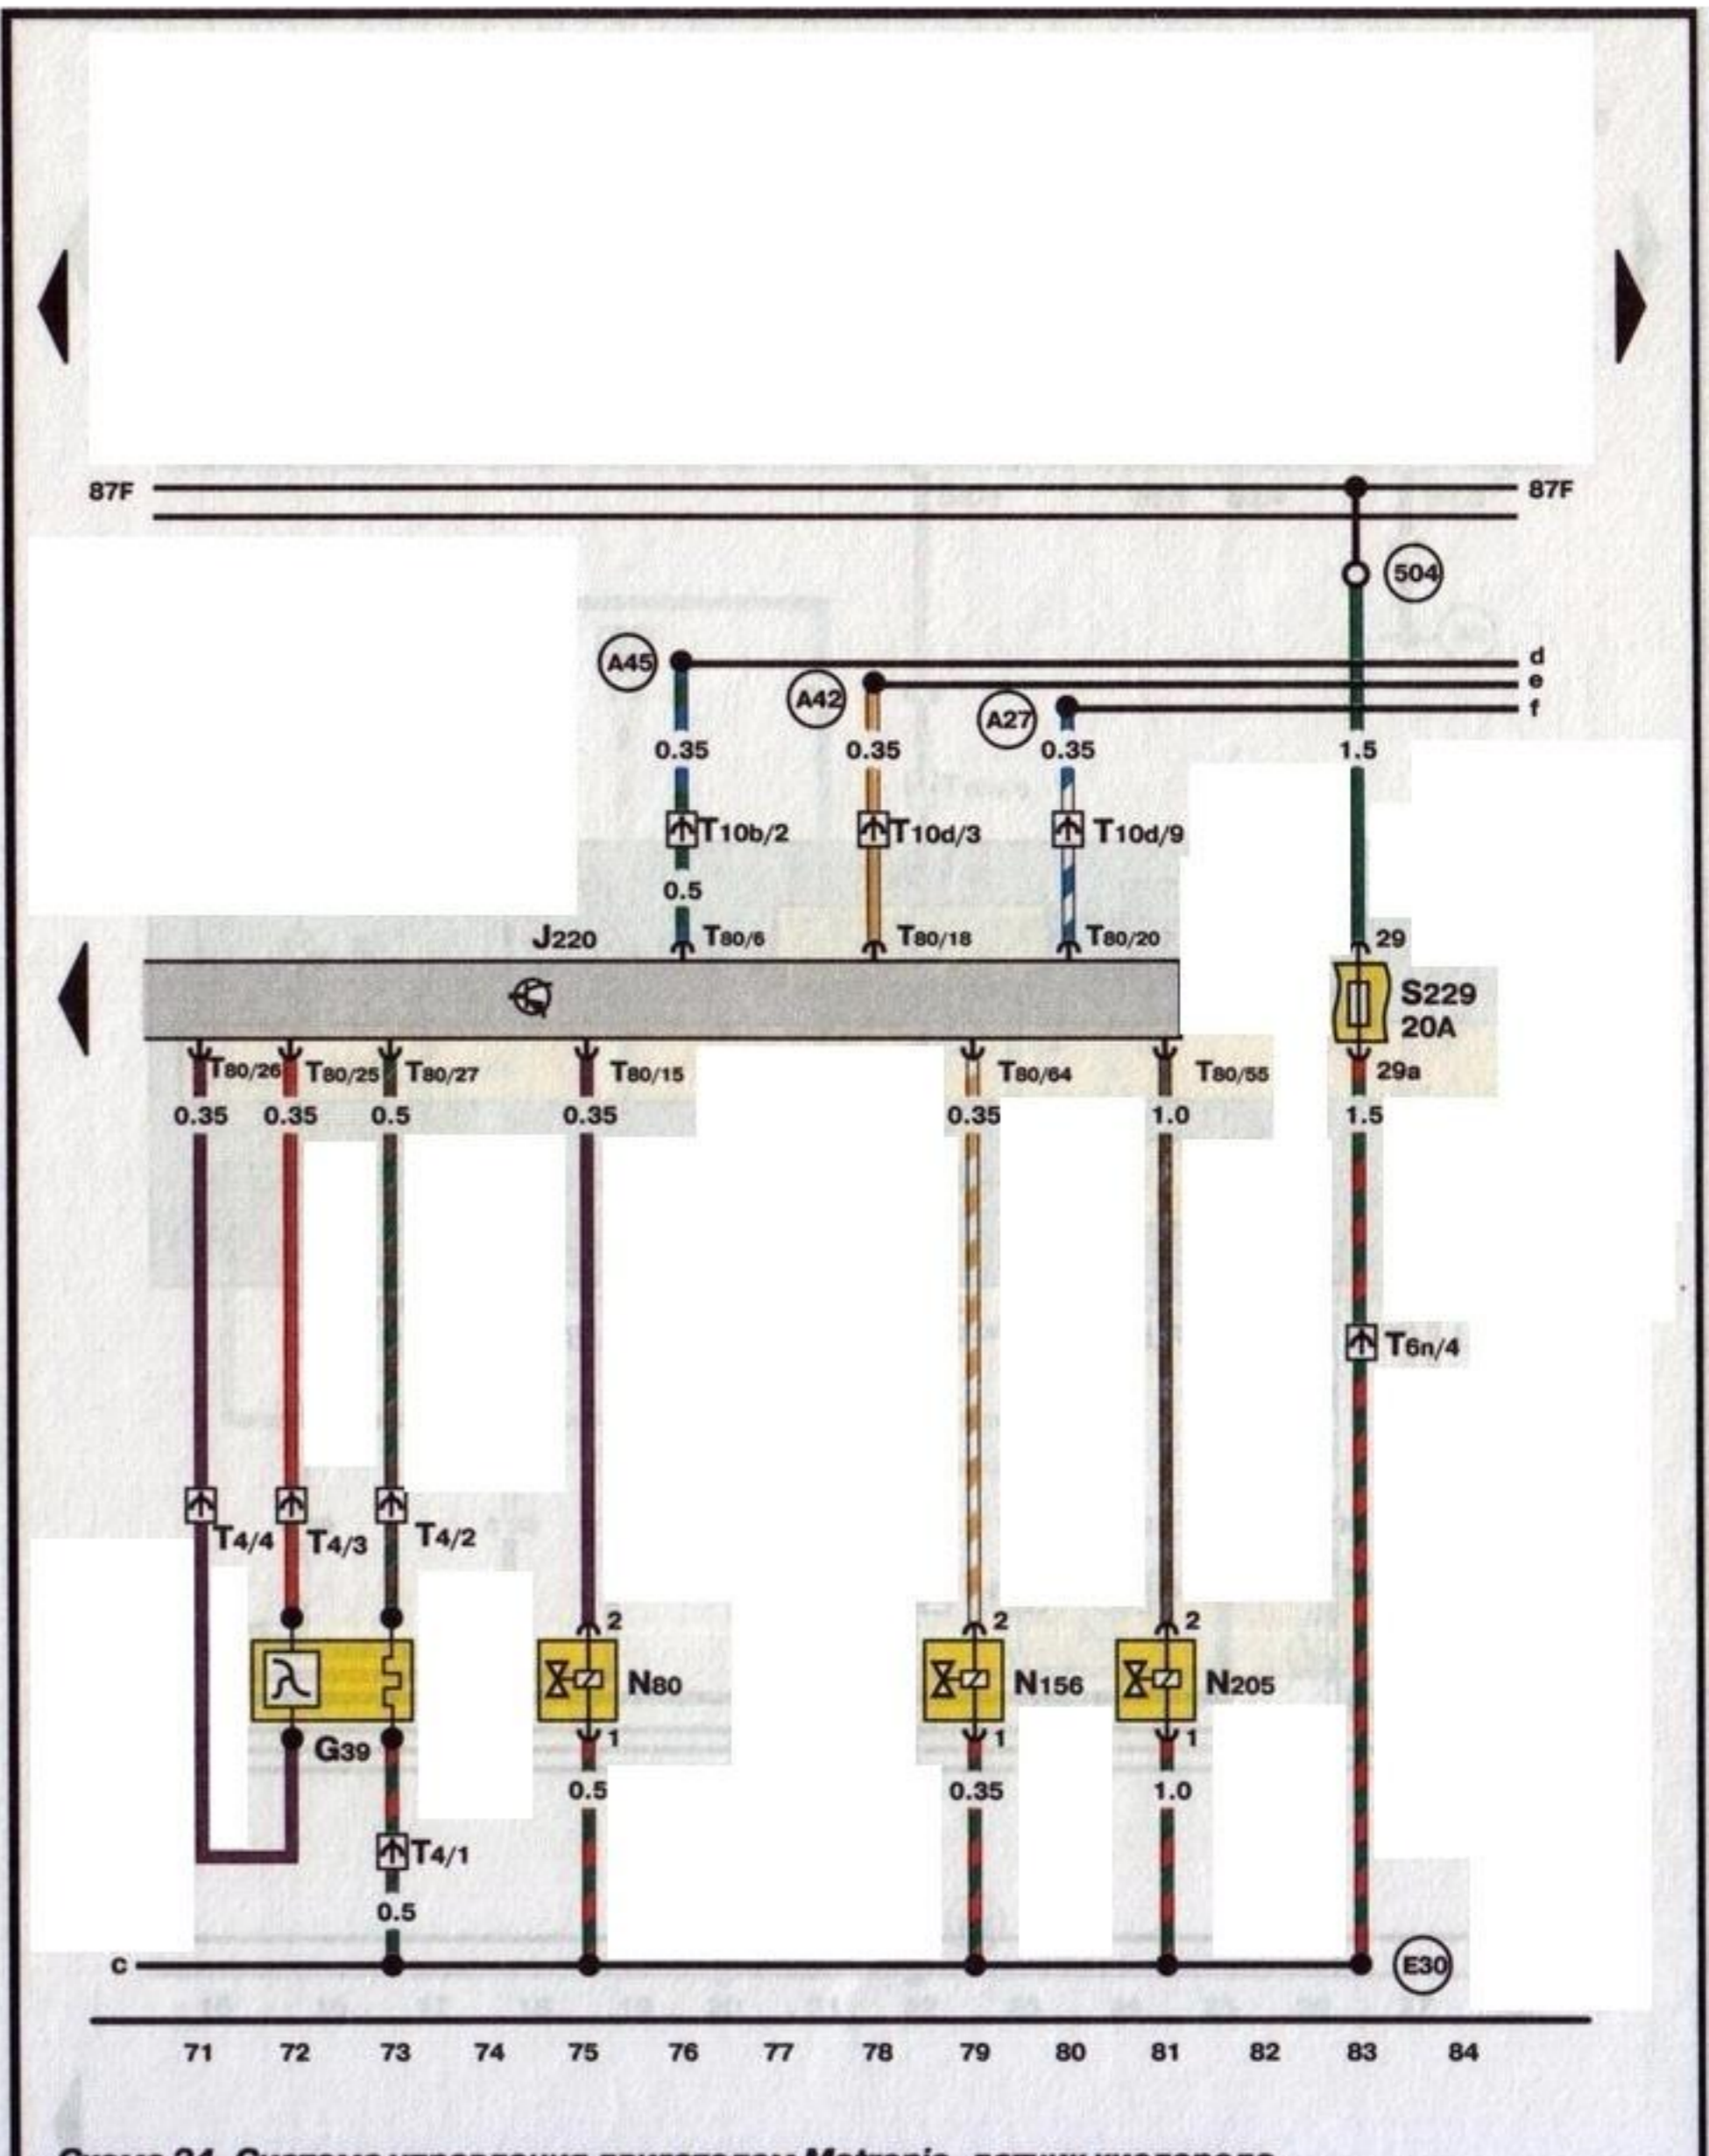 87F 87F
504
A45 d
A42 e
A27 f
0.35 0.35 0.35 1.5
T10b/2 T10d/3 T10d/9
0.5
J220 T80/6 T80/18 T80/20 29
S229
20A
T80/26 T80/25 T80/27 T80/15 T80/64 T80/55 29a
0.35 0.35 0.5 0.35 0.35 1.0 1.5
T6n/4
T4/4 T4/3 T4/2
2 2 2
N80 N156 N205
G39 1 1 1
0.5 0.35 1.0
T4/1
0.5
c E30
71 72 73 74 75 76 77 78 79 80 81 82 83 84